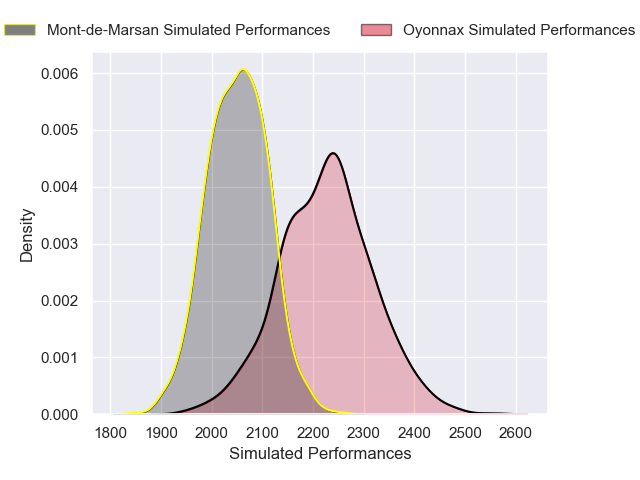 Mont-de-Marsan Simulated Performances
Oyonnax Simulated Performances
0.006
0.005
0.004
0.003
0.002
0.001
0.000
Density
1800 1900 2000 2100 2200 2300 2400 2500 2600
Simulated Performances